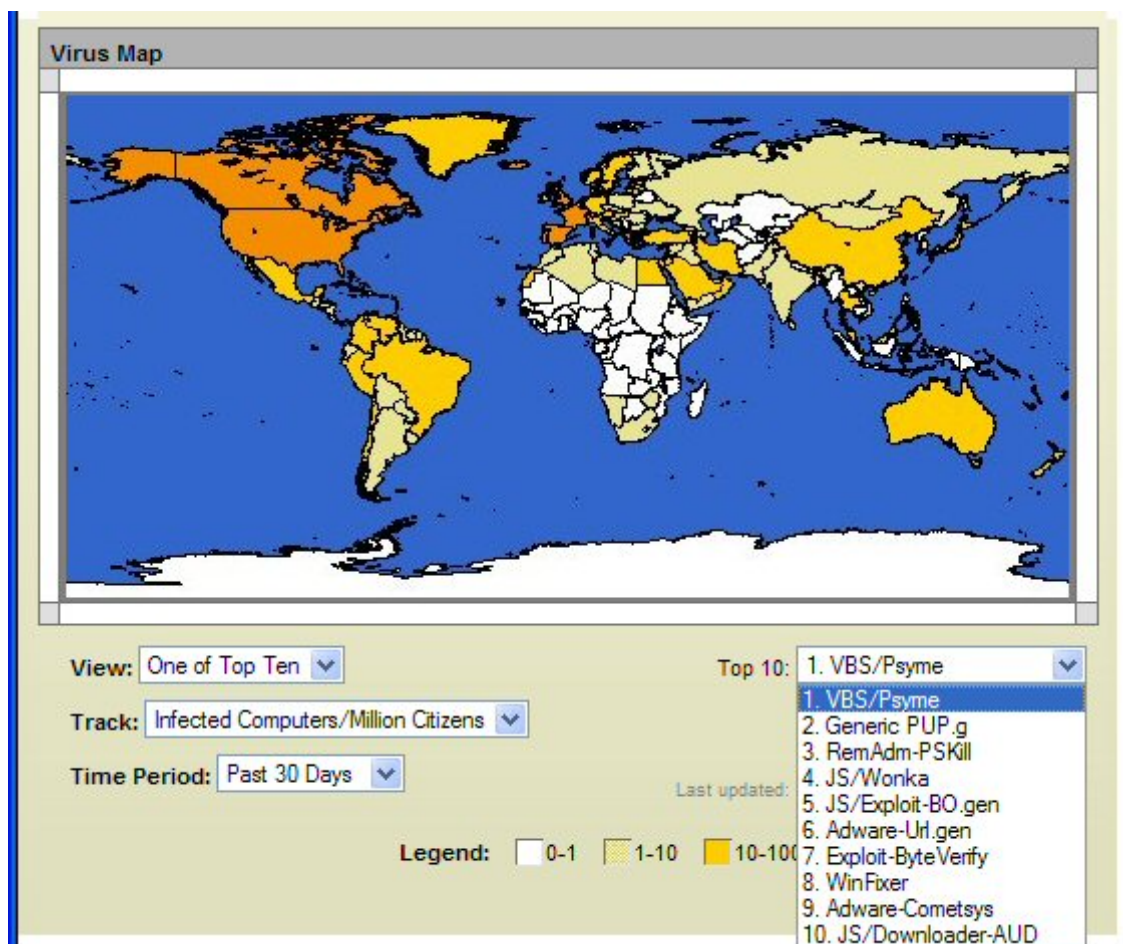 Virus Map
View: One of Top Ten
Top 10: 1. VBS/Psyme
1. VBS/Psyme
2. Generic PUP.g
3. RemAdm-PSKill
4. JS/Wonka
5. JS/Exploit-BO.gen
6. Adware-Url.gen
7. Exploit-ByteVerify
8. WinFixer
9. Adware-Cometsys
10. JS/Downloader-AUD
Track: Infected Computers/Million Citizens
Time Period: Past 30 Days
Last updated:
Legend: 0-1 1-10 10-100